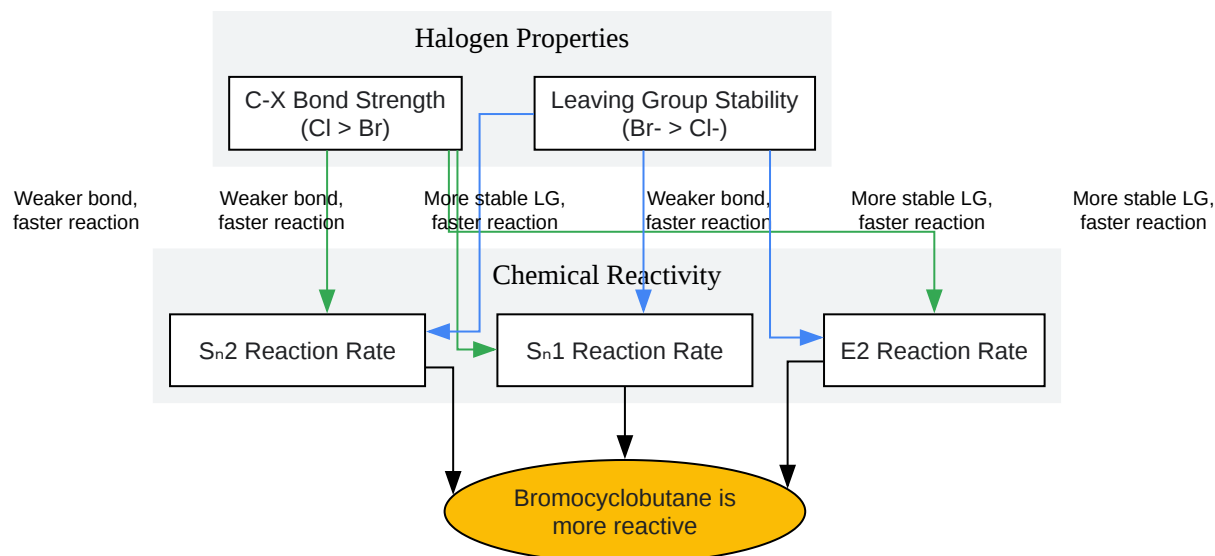 Halogen Properties
C-X Bond Strength
(Cl > Br)
Leaving Group Stability
(Br- > Cl-)
Weaker bond,
faster reaction
Weaker bond,
faster reaction
More stable LG,
faster reaction
Weaker bond,
faster reaction
More stable LG,
faster reaction
More stable LG,
faster reaction
Chemical Reactivity
Sₙ2 Reaction Rate
Sₙ1 Reaction Rate
E2 Reaction Rate
Bromocyclobutane is
more reactive